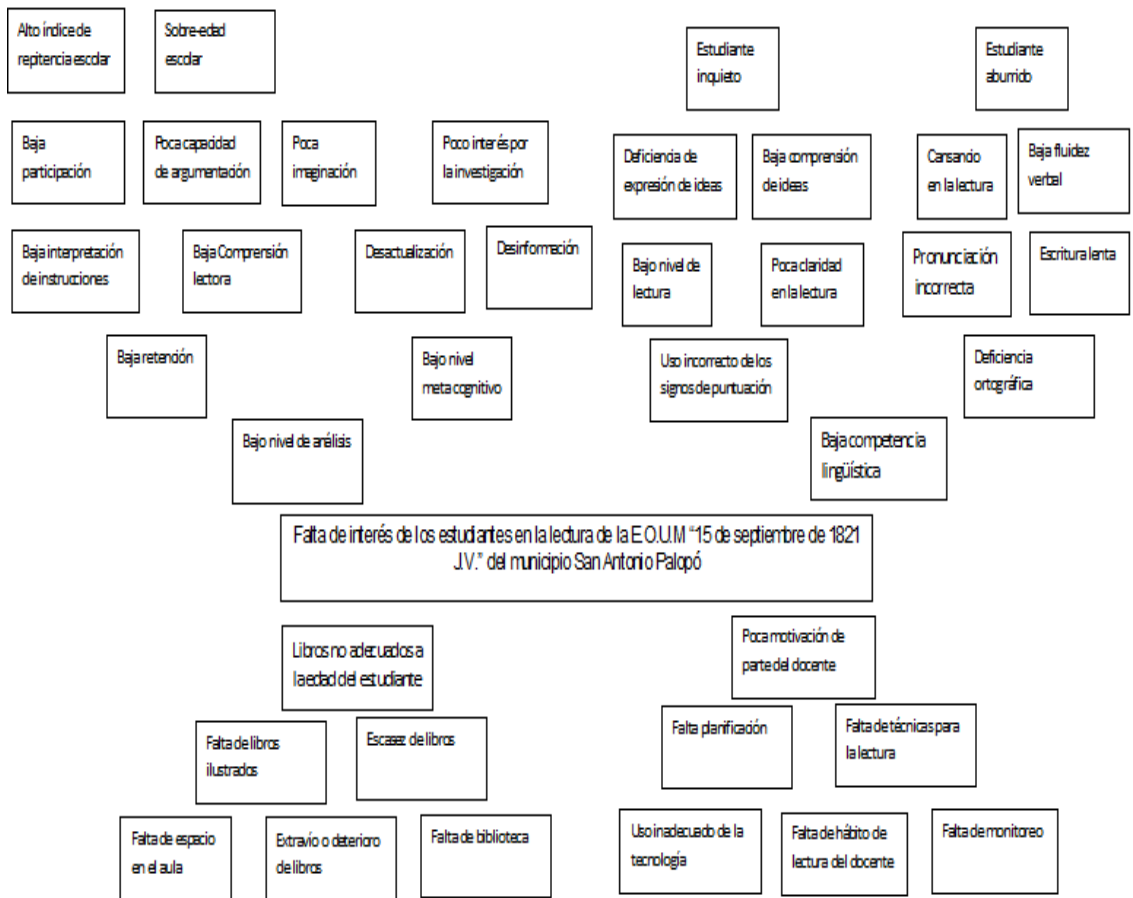 Alto índice de
repitencia escolar
Sobre-edad
escolar
Estudiante
inquieto
Estudiante
aburrido
Baja
participación
Poca capacidad
de argumentación
Poca
imaginación
Poco interés por
la investigación
Deficiencia de
expresión de ideas
Baja comprensión
de ideas
Cansancio
en la lectura
Baja fluidez
verbal
Baja interpretación
de instrucciones
Baja Comprensión
lectora
Desactualización
Desinformación
Bajo nivel de
lectura
Poca claridad
en la lectura
Pronunciación
incorrecta
Escritura lenta
Baja retención
Bajo nivel
meta cognitivo
Uso incorrecto de los
signos de puntuación
Deficiencia
ortográfica
Bajo nivel de análisis
Baja competencia
lingüística
Falta de interés de los estudiantes en la lectura de la E.O.U.M “15 de septiembre de 1821
J.V.” del municipio San Antonio Palopó
Libros no adecuados a
la edad del estudiante
Poca motivación de
parte del docente
Falta de libros
ilustrados
Escasez de libros
Falta planificación
Falta de técnicas para
la lectura
Falta de espacio
en el aula
Extravío o deterioro
de libros
Falta de biblioteca
Uso inadecuado de la
tecnología
Falta de hábito de
lectura del docente
Falta de monitoreo